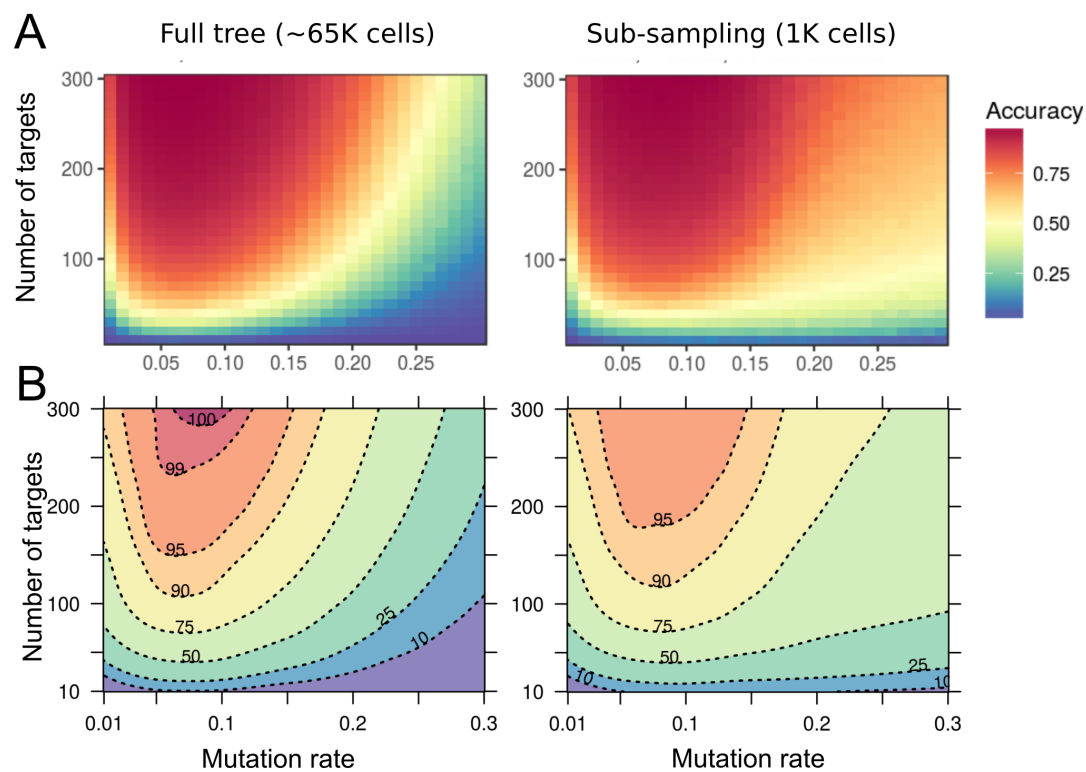 A
Full tree (~65K cells)
Sub-sampling (1K cells)
Number of targets
300
200
100
0.05 0.10 0.15 0.20 0.25
300
200
100
0.05 0.10 0.15 0.20 0.25
Accuracy
0.75
0.50
0.25
B
Number of targets
300
200
100
10
100
99
95
90
75
50
25
10
0.01 0.1 0.2 0.3
Mutation rate
300
200
100
10
95
90
75
50
25
10
10
0.01 0.1 0.2 0.3
Mutation rate